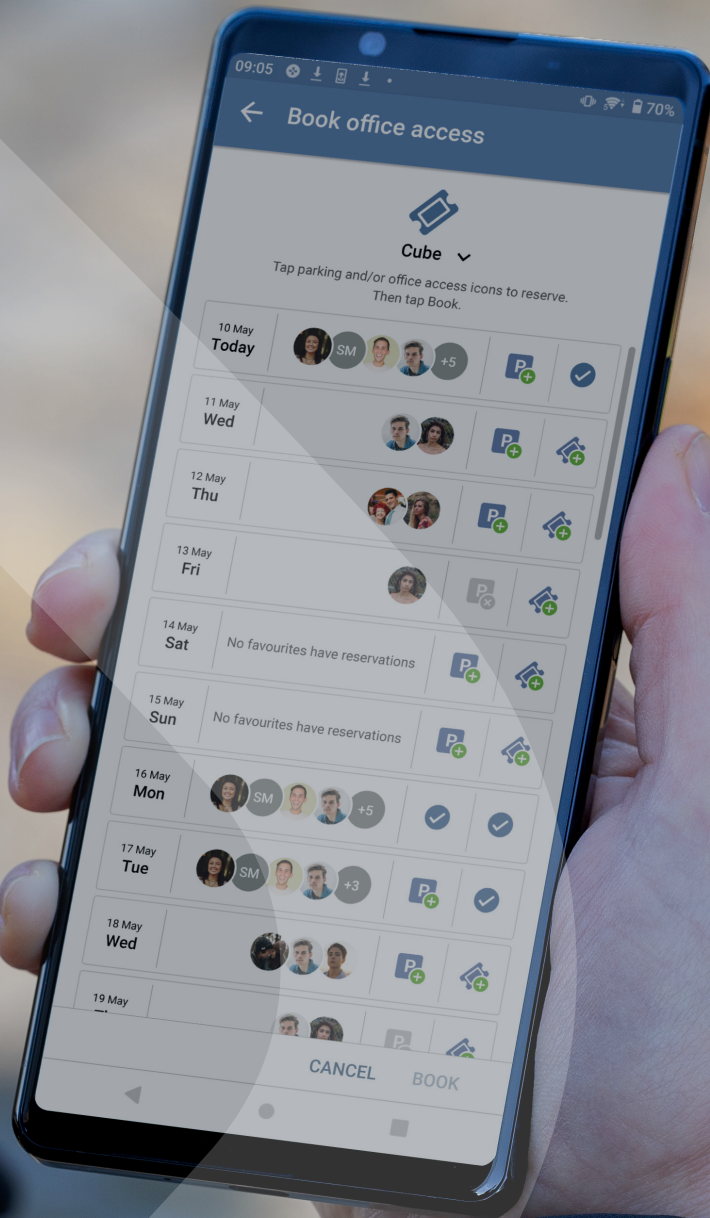 09:05
70%
Book office access
Cube
Tap parking and/or office access icons to reserve.
Then tap Book.
10 May
Today
SM
+5
P
11 May
Wed
P
12 May
Thu
P
13 May
Fri
P
14 May
Sat
No favourites have reservations
P
15 May
Sun
No favourites have reservations
P
16 May
Mon
SM
+5
17 May
Tue
SM
+3
P
18 May
Wed
P
19 May
P
CANCEL
BOOK